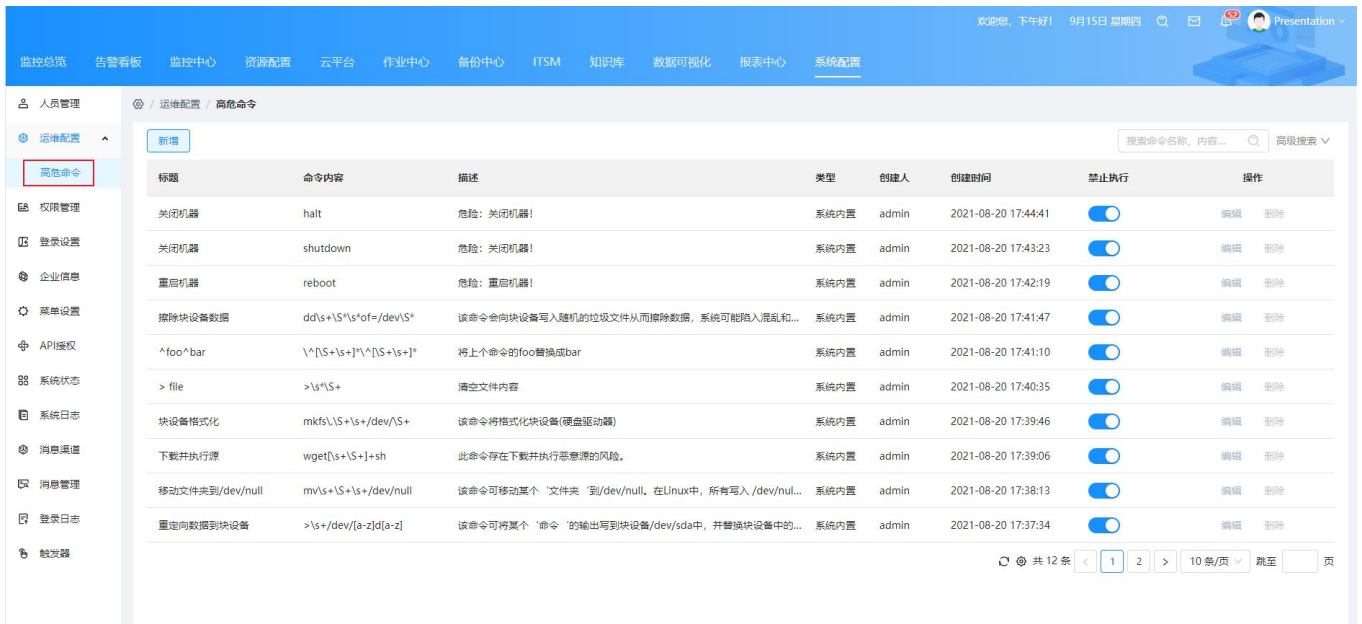 欢迎您，下午好! 9月15日 星期四 52 Presentation
监控总览 告警看板 监控中心 资源配置 云平台 作业中心 备份中心 ITSM 知识库 数据可视化 报表中心 系统配置
人员管理
运维配置
高危命令
权限管理
登录设置
企业信息
菜单设置
API授权
系统状态
系统日志
消息渠道
消息管理
登录日志
触发器
/ 运维配置 / 高危命令
新增 搜索命令名称、内容... 高级搜索
标题 命令内容 描述 类型 创建人 创建时间 禁止执行 操作
关闭机器 halt 危险：关闭机器! 系统内置 admin 2021-08-20 17:44:41 编辑 删除
关闭机器 shutdown 危险：关闭机器! 系统内置 admin 2021-08-20 17:43:23 编辑 删除
重启机器 reboot 危险：重启机器! 系统内置 admin 2021-08-20 17:42:19 编辑 删除
擦除块设备数据 dd\s+\S*\s*of=/dev\S* 该命令会向块设备写入随机的垃圾文件从而擦除数据，系统可能陷入混乱和... 系统内置 admin 2021-08-20 17:41:47 编辑 删除
^foo^bar \^[\S+\s+]*\^[\S+\s+]* 将上个命令的foo替换成bar 系统内置 admin 2021-08-20 17:41:10 编辑 删除
> file >\s*\S+ 清空文件内容 系统内置 admin 2021-08-20 17:40:35 编辑 删除
块设备格式化 mkfs\.\S+\s+/dev/\S+ 该命令将格式化块设备(硬盘驱动器) 系统内置 admin 2021-08-20 17:39:46 编辑 删除
下载并执行源 wget[\s+\S+]+sh 此命令存在下载并执行恶意源的风险。 系统内置 admin 2021-08-20 17:39:06 编辑 删除
移动文件夹到/dev/null mv\s+\S+\s+/dev/null 该命令可移动某个‘文件夹‘到/dev/null。在Linux中，所有写入 /dev/nul... 系统内置 admin 2021-08-20 17:38:13 编辑 删除
重定向数据到块设备 >\s+/dev/[a-z]d[a-z] 该命令可将某个‘命令‘的输出写到块设备/dev/sda中，并替换块设备中的... 系统内置 admin 2021-08-20 17:37:34 编辑 删除
共 12 条 < 1 2 > 10 条/页 跳至 页